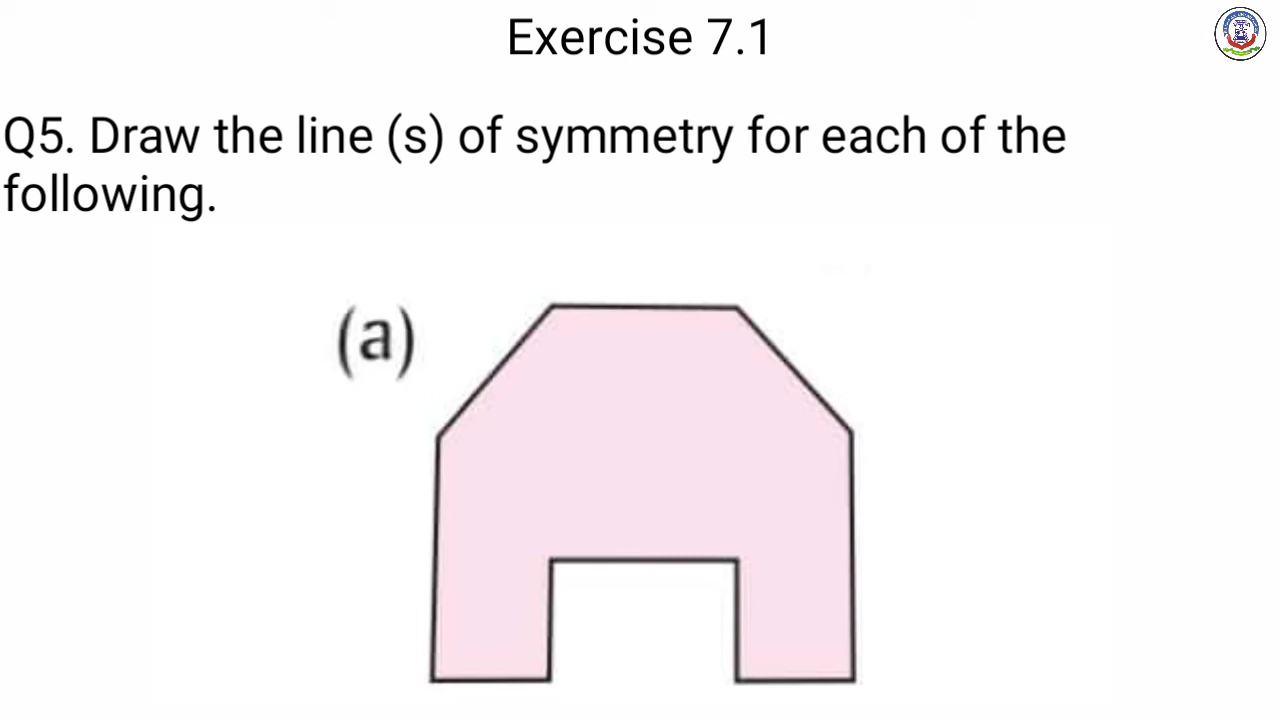 Exercise 7.1
Q5. Draw the line (s) of symmetry for each of the
following.
(a)